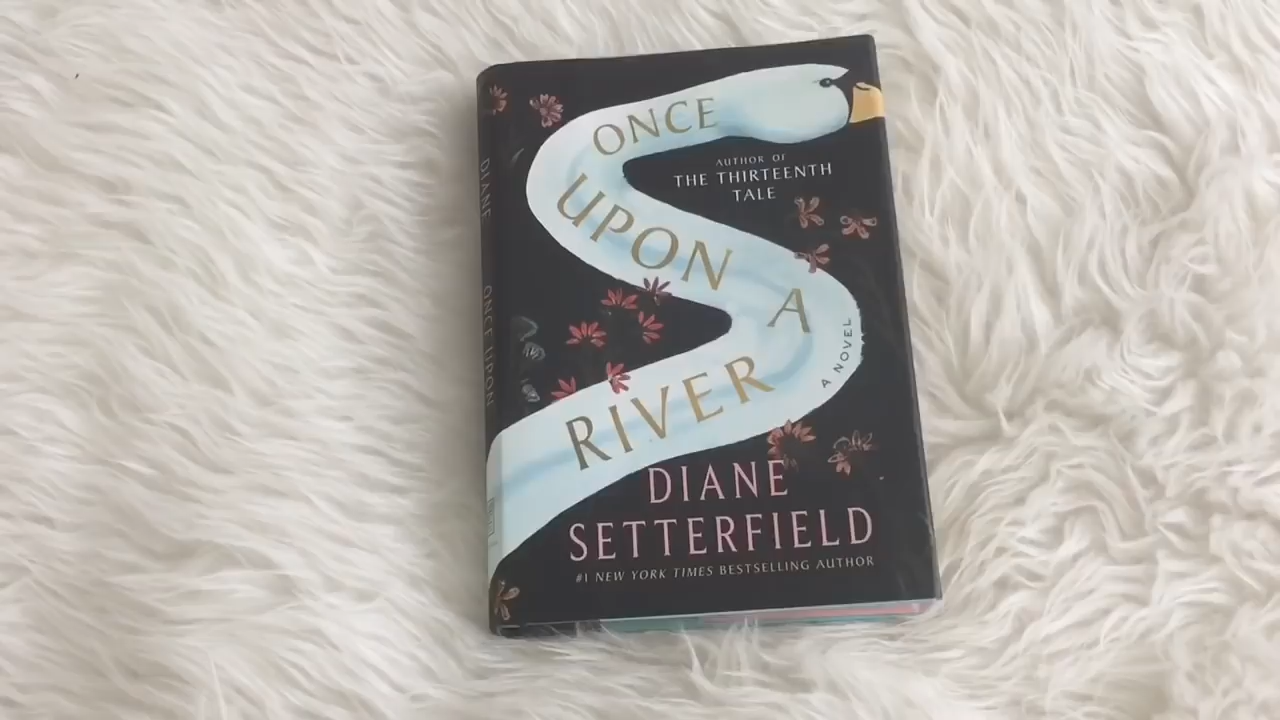 ONCE
UPON A
RIVER
AUTHOR OF
THE THIRTEENTH
TALE
A NOVEL
DIANE
SETTERFIELD
#1 NEW YORK TIMES BESTSELLING AUTHOR
DIANE
ONCE UPON